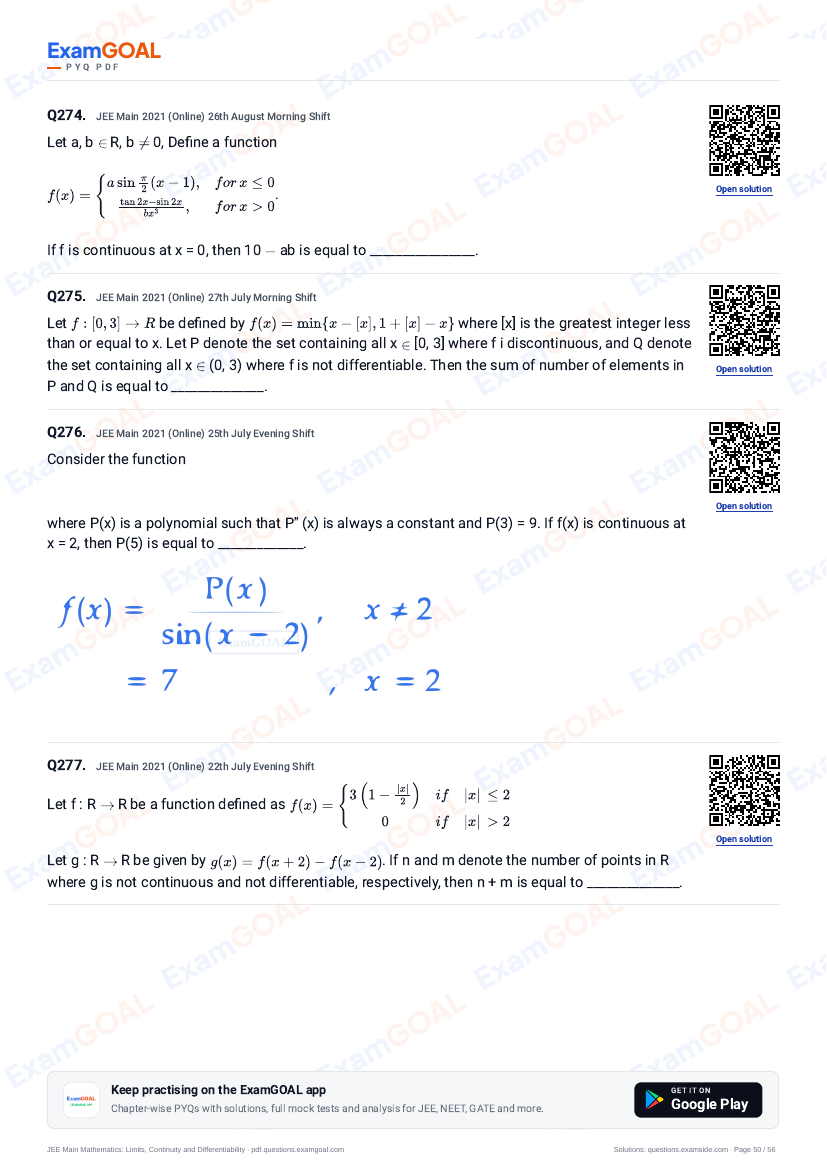 ExamGOAL
PYQ PDF
Q274. JEE Main 2021 (Online) 26th August Morning Shift
Let a, b ∈ R, b ≠ 0, Define a function
f(x) = { a sin π/2 (x − 1), for x ≤ 0
(tan 2x−sin 2x)/(bx³), for x > 0 .
If f is continuous at x = 0, then 10 − ab is equal to ________________.
Open solution
Q275. JEE Main 2021 (Online) 27th July Morning Shift
Let f : [0, 3] → R be defined by f(x) = min{x − [x], 1 + [x] − x} where [x] is the greatest integer less
than or equal to x. Let P denote the set containing all x ∈ [0, 3] where f i discontinuous, and Q denote
the set containing all x ∈ (0, 3) where f is not differentiable. Then the sum of number of elements in
P and Q is equal to ______________.
Open solution
Q276. JEE Main 2021 (Online) 25th July Evening Shift
Consider the function
where P(x) is a polynomial such that P" (x) is always a constant and P(3) = 9. If f(x) is continuous at
x = 2, then P(5) is equal to _____________.
Open solution
f(x) = P(x)/sin(x − 2), x ≠ 2
= 7 , x = 2
Q277. JEE Main 2021 (Online) 22th July Evening Shift
Let f : R → R be a function defined as f(x) = { 3 (1 − |x|/2) if |x| ≤ 2
0 if |x| > 2
Let g : R → R be given by g(x) = f(x + 2) − f(x − 2). If n and m denote the number of points in R
where g is not continuous and not differentiable, respectively, then n + m is equal to ______________.
Open solution
ExamGOAL
Keep practising on the ExamGOAL app
Chapter-wise PYQs with solutions, full mock tests and analysis for JEE, NEET, GATE and more.
GET IT ON
Google Play
JEE Main Mathematics: Limits, Continuity and Differentiability · pdf.questions.examgoal.com
Solutions: questions.examside.com · Page 50 / 56